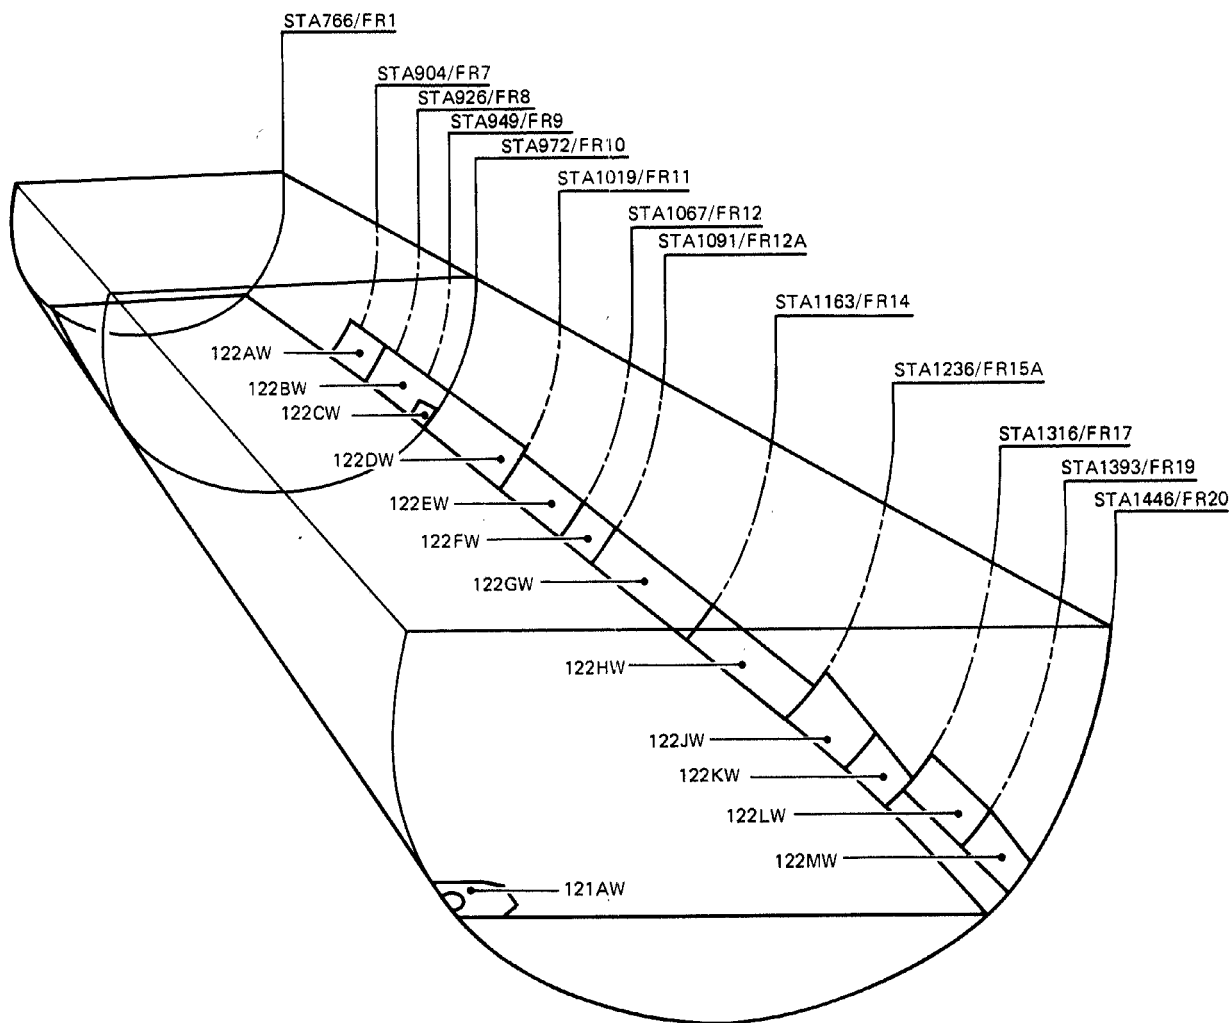 STA766/FR1
STA904/FR7
STA926/FR8
STA949/FR9
STA972/FR10
STA1019/FR11
STA1067/FR12
STA1091/FR12A
STA1163/FR14
STA1236/FR15A
STA1316/FR17
STA1393/FR19
STA1446/FR20
122AW
122BW
122CW
122DW
122EW
122FW
122GW
122HW
122JW
122KW
122LW
122MW
121AW